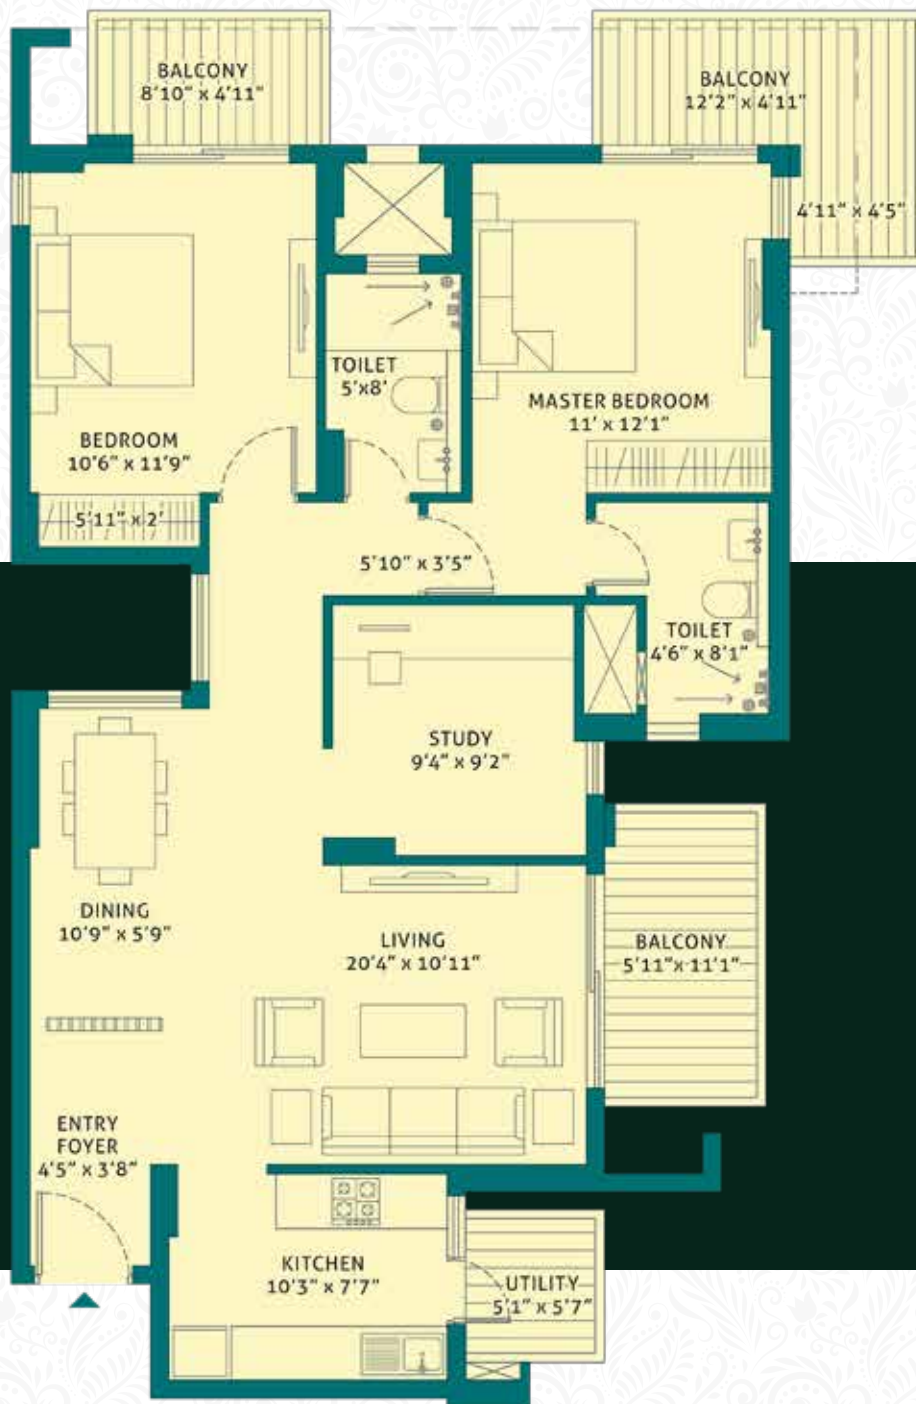 BALCONY
8'10" x 4'11"
BALCONY
12'2" x 4'11"
4'11" x 4'5"
TOILET
5'x8'
MASTER BEDROOM
11' x 12'1"
BEDROOM
10'6" x 11'9"
5'11" x 2'
5'10" x 3'5"
TOILET
4'6" x 8'1"
STUDY
9'4" x 9'2"
DINING
10'9" x 5'9"
LIVING
20'4" x 10'11"
BALCONY
5'11"x 11'1"
ENTRY
FOYER
4'5" x 3'8"
KITCHEN
10'3" x 7'7"
UTILITY
5'1" x 5'7"